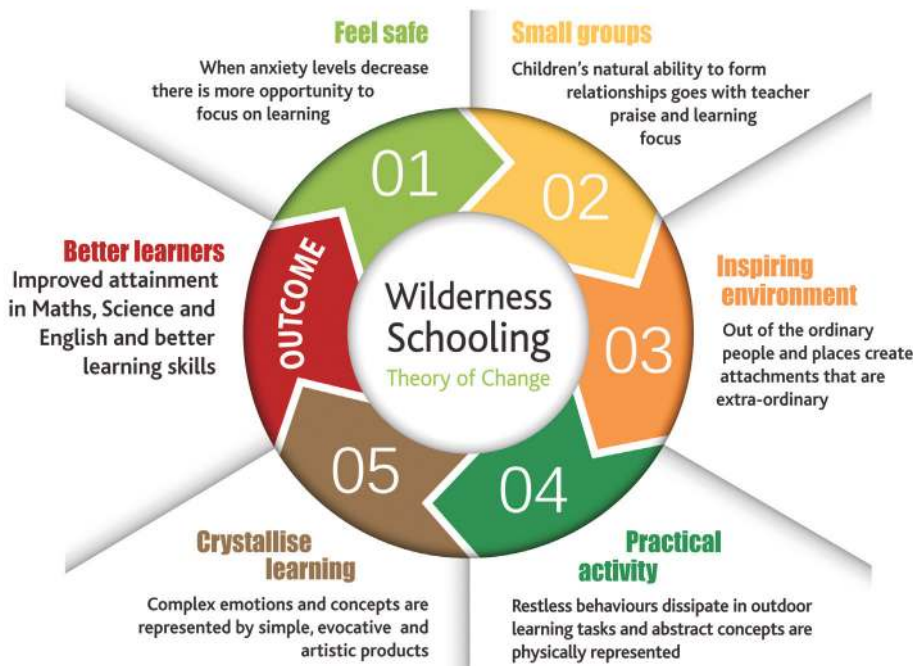 Feel safe
When anxiety levels decrease
there is more opportunity to
focus on learning
Small groups
Children's natural ability to form
relationships goes with teacher
praise and learning
focus
01
02
Better learners
Improved attainment
in Maths, Science and
English and better
learning skills
OUTCOME
Wilderness
Schooling
Theory of Change
03
Inspiring
environment
Out of the ordinary
people and places create
attachments that are
extra-ordinary
05
04
Crystallise
learning
Complex emotions and concepts are
represented by simple, evocative and
artistic products
Practical
activity
Restless behaviours dissipate in outdoor
learning tasks and abstract concepts are
physically represented